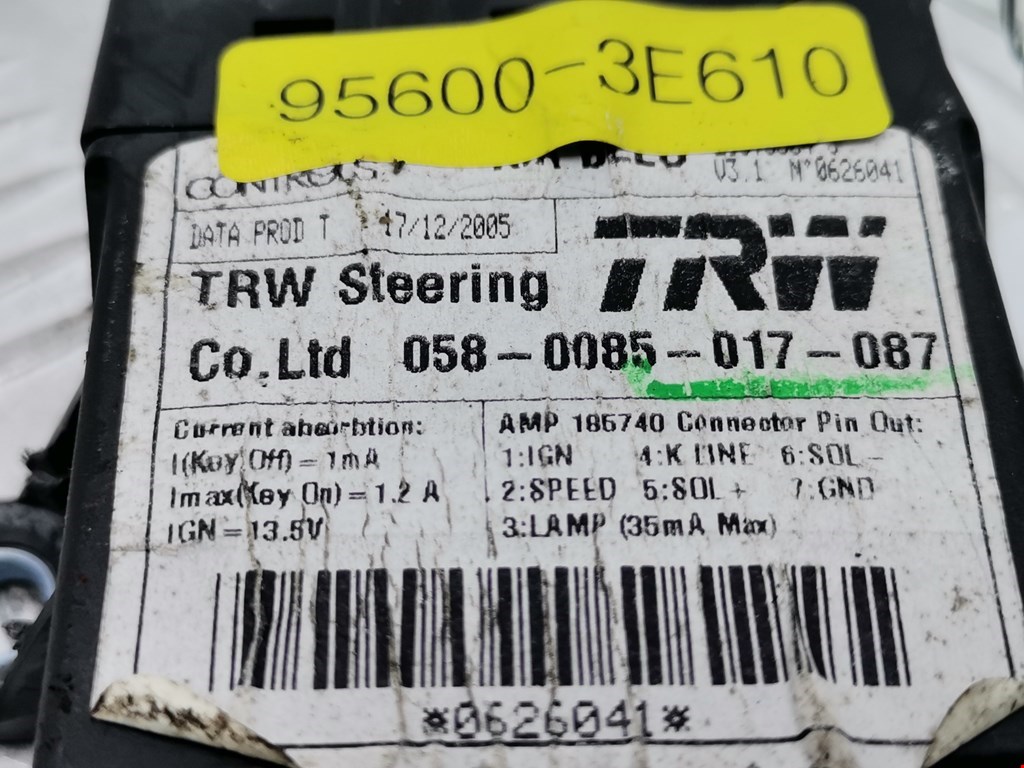 95600-3E610
CONTROLS
V3.1 N°0626041
DATA PROD T 17/12/2005
TRW
TRW Steering
Co.Ltd 058-0085-017-087
Current absorbtion:
I(Key Off)=1mA
Imax(Key On)=1.2 A
IGN=13.5V
AMP 185740 Connector Pin Out:
1:IGN 4:K LINE 6:SOL-
2:SPEED 5:SOL+ 7:GND
3:LAMP (35mA Max)
*0626041*